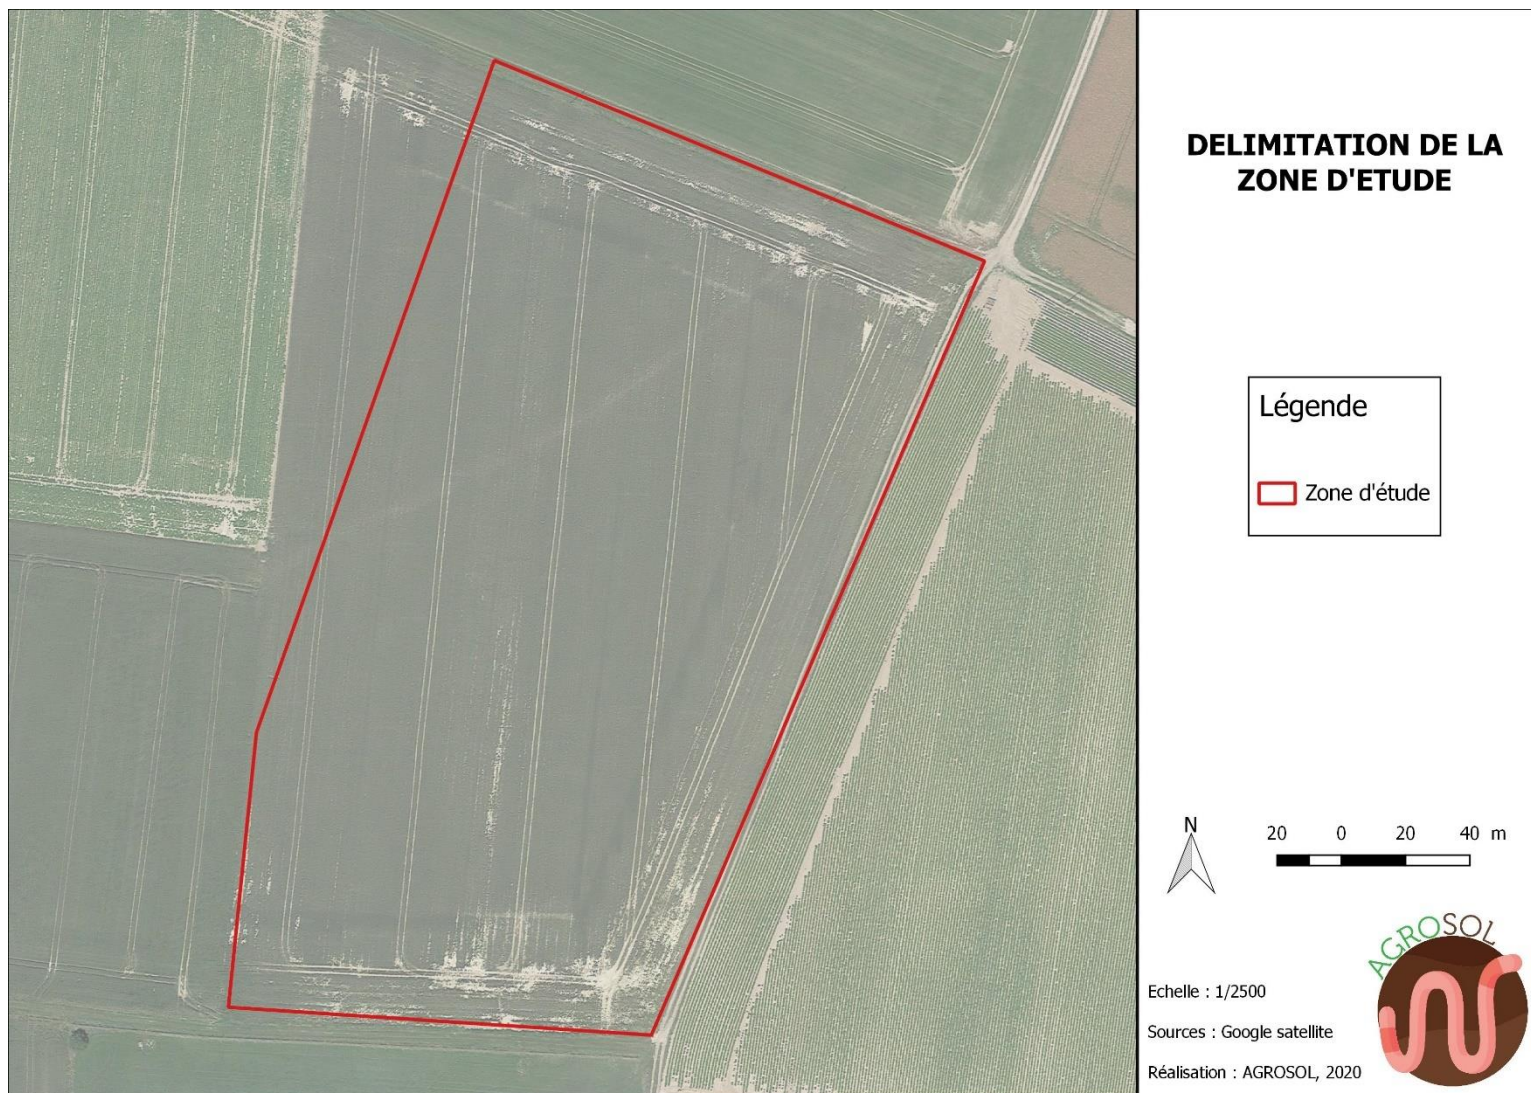 DELIMITATION DE LA
ZONE D'ETUDE
Légende
Zone d'étude
N
20 0 20 40 m
AGROSOL
Echelle : 1/2500
Sources : Google satellite
Réalisation : AGROSOL, 2020